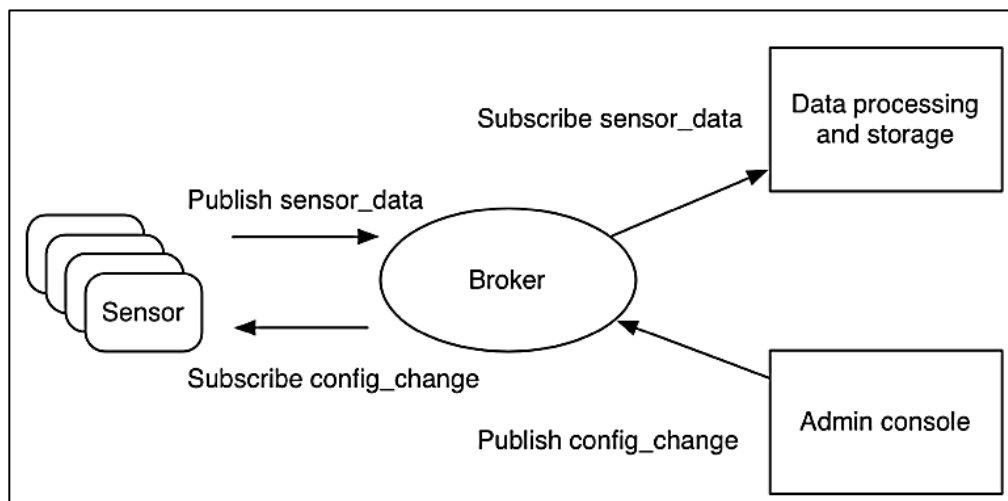 Data processing
and storage
Subscribe sensor_data
Publish sensor_data
Broker
Sensor
Subscribe config_change
Admin console
Publish config_change